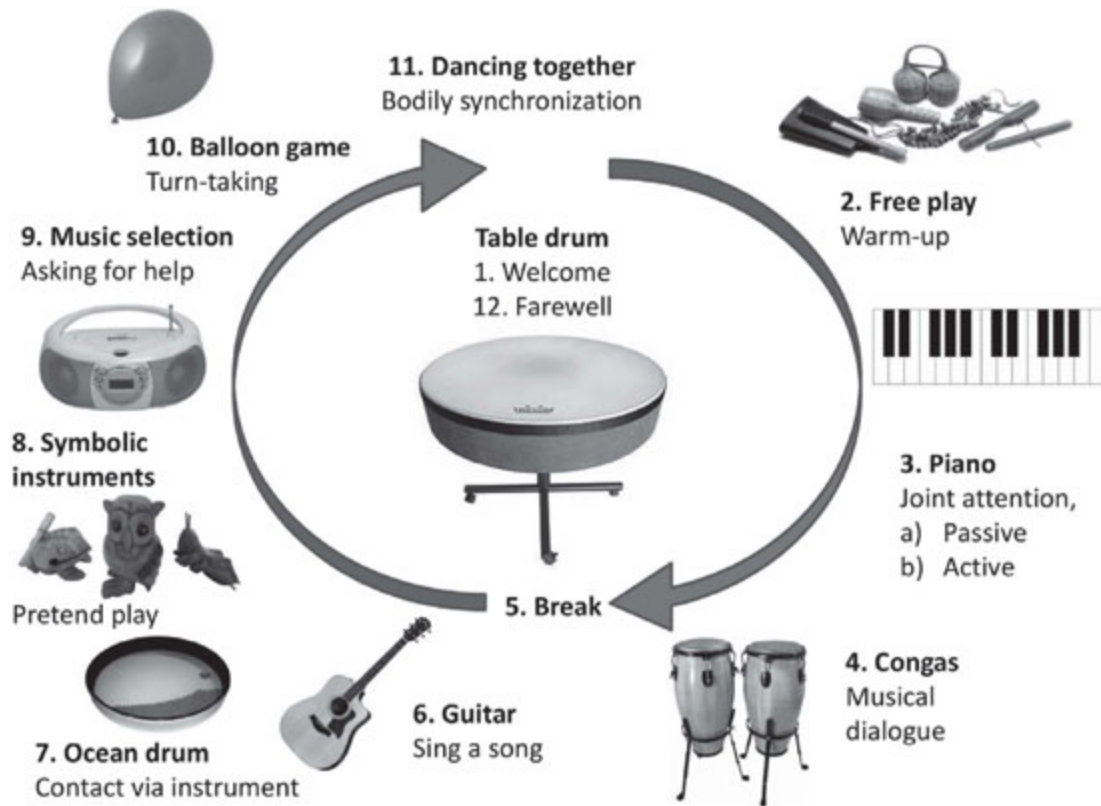 11. Dancing together
Bodily synchronization
10. Balloon game
Turn-taking
2. Free play
Warm-up
9. Music selection
Asking for help
Table drum
1. Welcome
12. Farewell
8. Symbolic
instruments
Pretend play
3. Piano
Joint attention,
a) Passive
b) Active
5. Break
4. Congas
Musical
dialogue
6. Guitar
Sing a song
7. Ocean drum
Contact via instrument